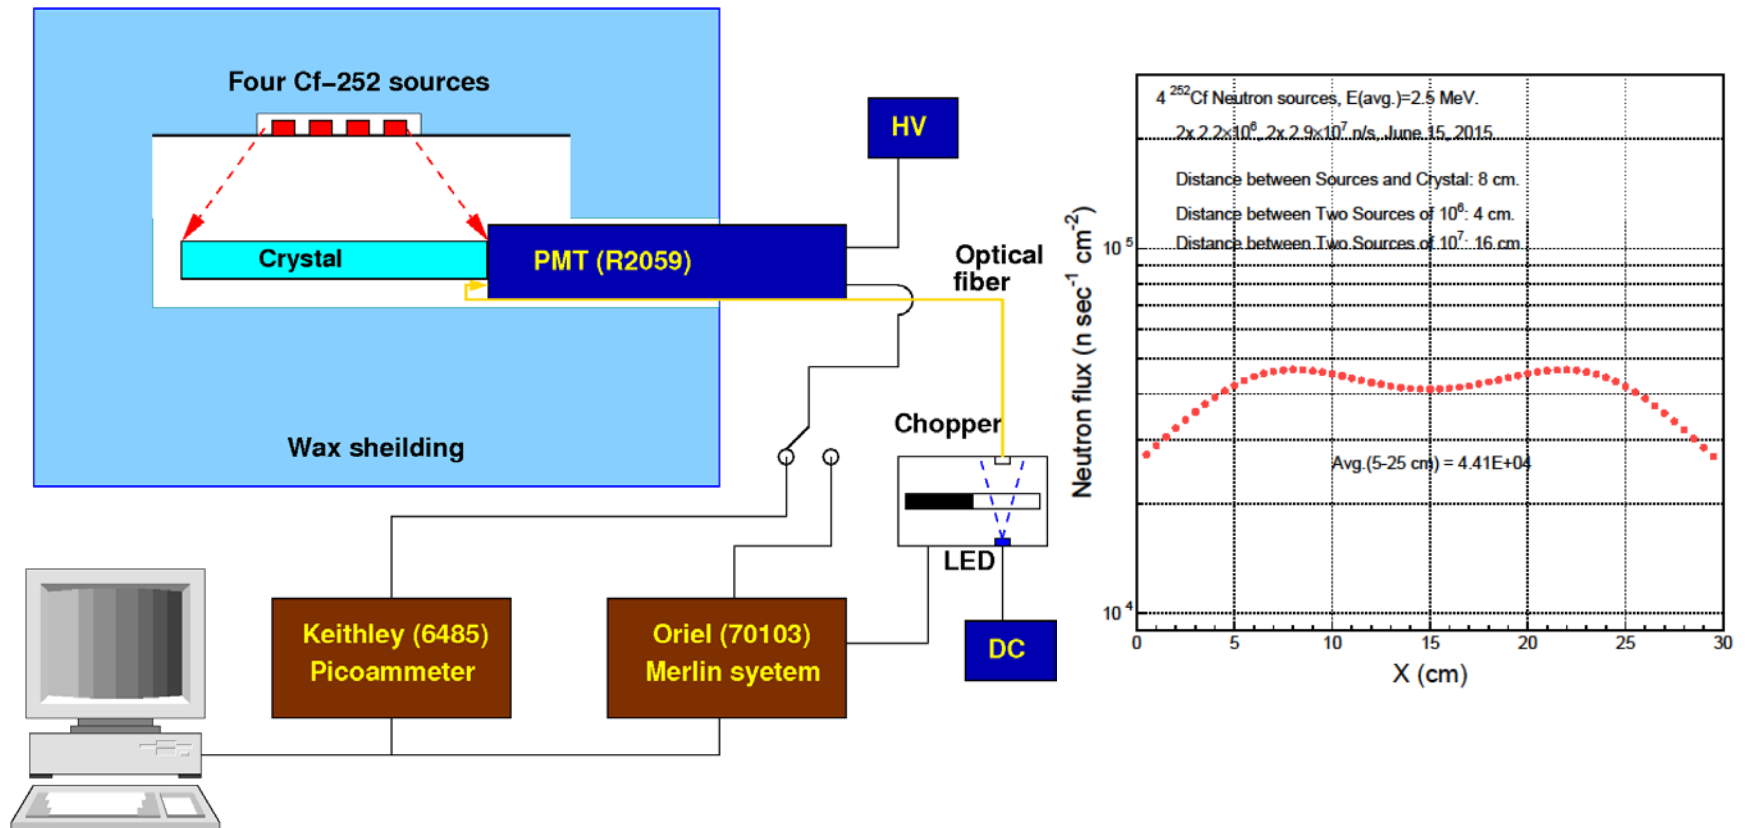 Four Cf-252 sources
HV
Crystal
PMT (R2059)
Optical
fiber
Wax sheilding
Chopper
LED
Keithley (6485)
Picoammeter
Oriel (70103)
Merlin syetem
DC
4 ²⁵²Cf Neutron sources, E(avg.)=2.5 MeV.
2x 2.2×10⁶, 2x 2.9×10⁷ n/s, June 15, 2015
Distance between Sources and Crystal: 8 cm.
Distance between Two Sources of 10⁶: 4 cm.
Distance between Two Sources of 10⁷: 16 cm
Neutron flux (n sec⁻¹ cm⁻²)
10⁵
10⁴
Avg.(5-25 cm) = 4.41E+04
0 5 10 15 20 25 30
X (cm)